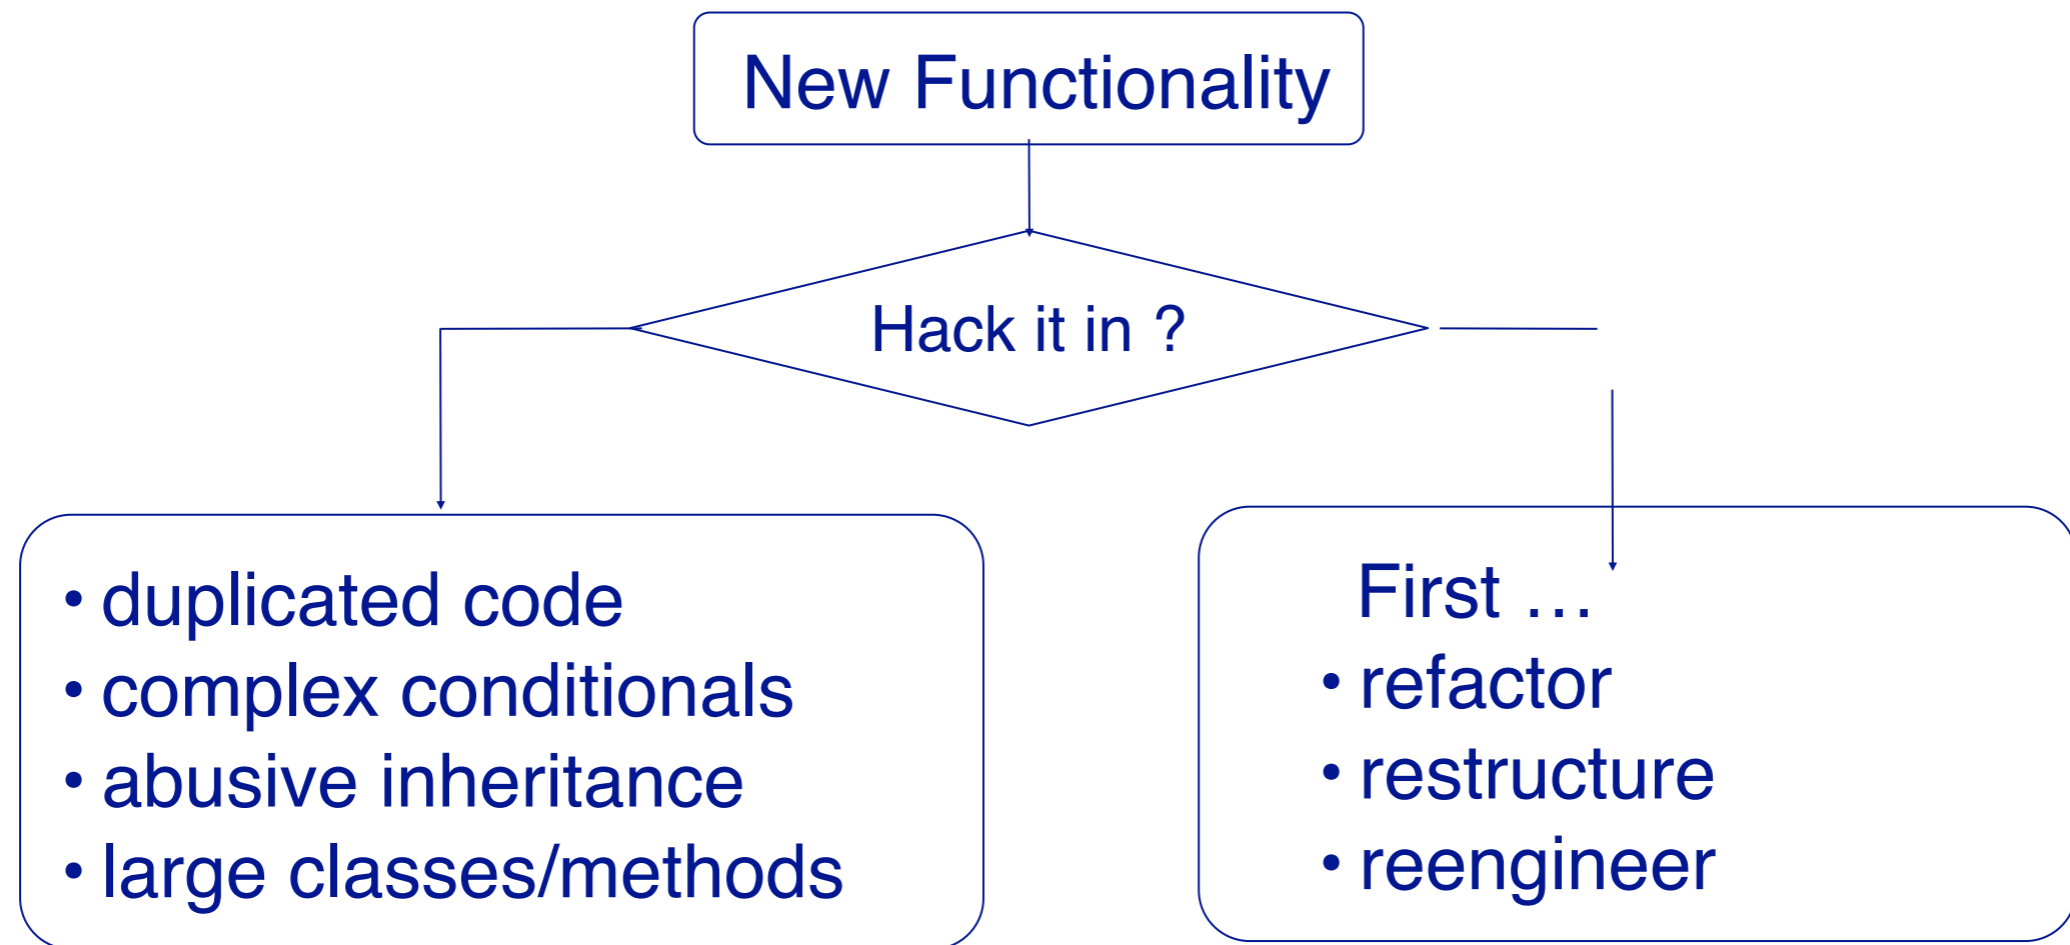 New Functionality
Hack it in ?
• duplicated code
• complex conditionals
• abusive inheritance
• large classes/methods
First …
• refactor
• restructure
• reengineer